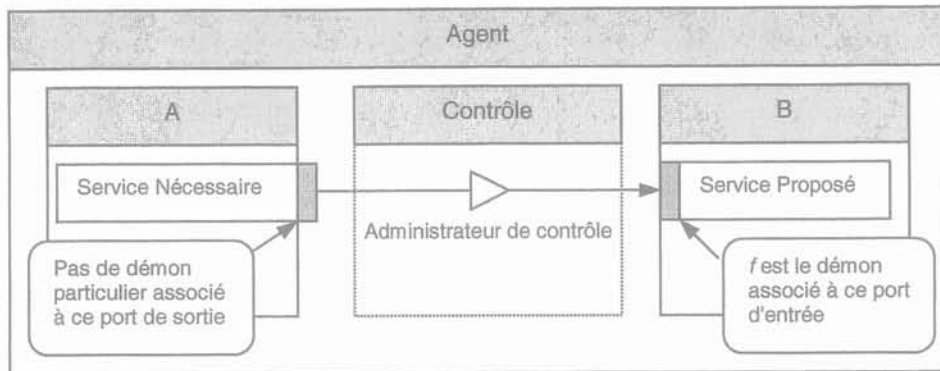 Agent
A
Contrôle
B
Service Nécessaire
Service Proposé
Administrateur de contrôle
Pas de démon
particulier associé
à ce port de sortie
f est le démon
associé à ce port
d'entrée